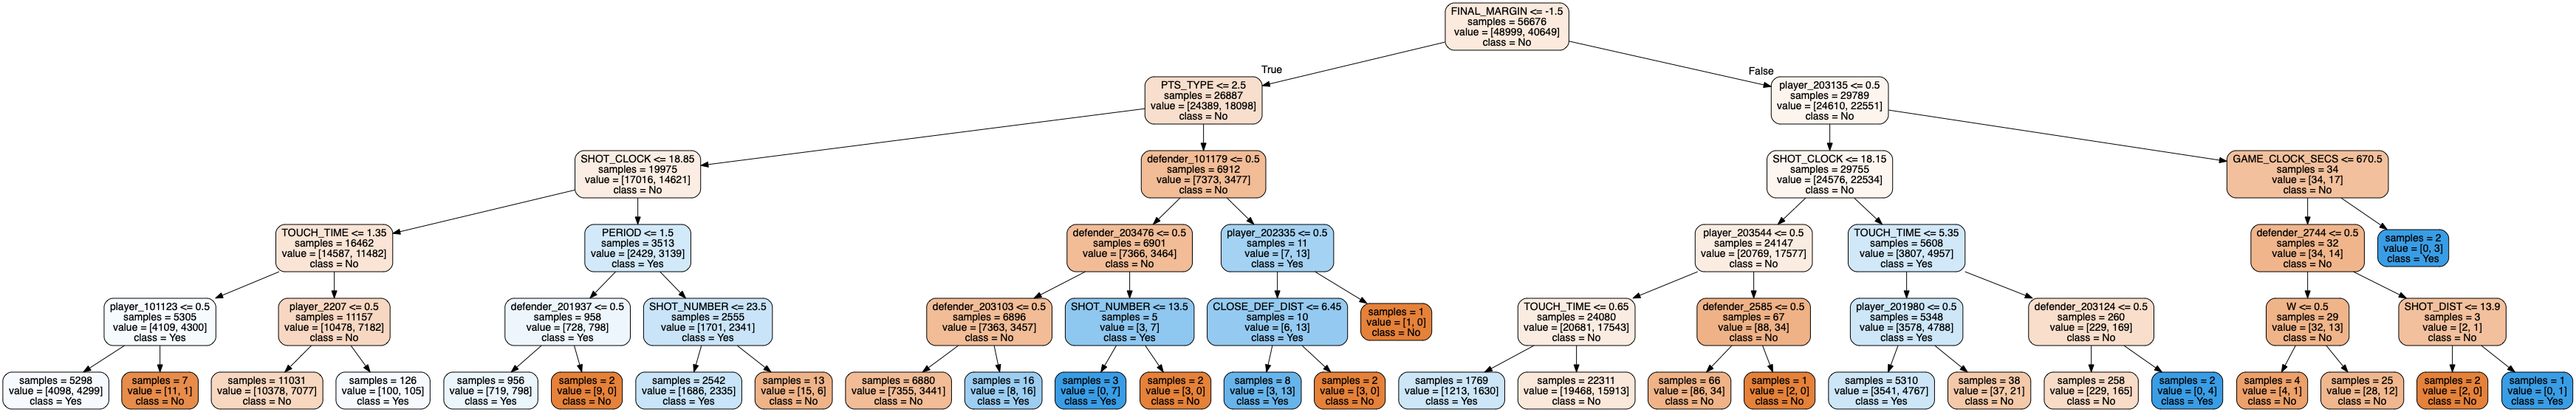 FINAL_MARGIN <= -1.5
samples = 56676
value = [48999, 40649]
class = No
True
False
PTS_TYPE <= 2.5
samples = 26887
value = [24389, 18098]
class = No
player_203135 <= 0.5
samples = 29789
value = [24610, 22551]
class = No
SHOT_CLOCK <= 18.85
samples = 19975
value = [17016, 14621]
class = No
defender_101179 <= 0.5
samples = 6912
value = [7373, 3477]
class = No
SHOT_CLOCK <= 18.15
samples = 29755
value = [24576, 22534]
class = No
GAME_CLOCK_SECS <= 670.5
samples = 34
value = [34, 17]
class = No
TOUCH_TIME <= 1.35
samples = 16462
value = [14587, 11482]
class = No
PERIOD <= 1.5
samples = 3513
value = [2429, 3139]
class = Yes
defender_203476 <= 0.5
samples = 6901
value = [7366, 3464]
class = No
player_202335 <= 0.5
samples = 11
value = [7, 13]
class = Yes
player_203544 <= 0.5
samples = 24147
value = [20769, 17577]
class = No
TOUCH_TIME <= 5.35
samples = 5608
value = [3807, 4957]
class = Yes
defender_2744 <= 0.5
samples = 32
value = [34, 14]
class = No
samples = 2
value = [0, 3]
class = Yes
player_101123 <= 0.5
samples = 5305
value = [4109, 4300]
class = Yes
player_2207 <= 0.5
samples = 11157
value = [10478, 7182]
class = No
defender_201937 <= 0.5
samples = 958
value = [728, 798]
class = Yes
SHOT_NUMBER <= 23.5
samples = 2555
value = [1701, 2341]
class = Yes
defender_203103 <= 0.5
samples = 6896
value = [7363, 3457]
class = No
SHOT_NUMBER <= 13.5
samples = 5
value = [3, 7]
class = Yes
CLOSE_DEF_DIST <= 6.45
samples = 10
value = [6, 13]
class = Yes
samples = 1
value = [1, 0]
class = No
TOUCH_TIME <= 0.65
samples = 24080
value = [20681, 17543]
class = No
defender_2585 <= 0.5
samples = 67
value = [88, 34]
class = No
player_201980 <= 0.5
samples = 5348
value = [3578, 4788]
class = Yes
defender_203124 <= 0.5
samples = 260
value = [229, 169]
class = No
W <= 0.5
samples = 29
value = [32, 13]
class = No
SHOT_DIST <= 13.9
samples = 3
value = [2, 1]
class = No
samples = 5298
value = [4098, 4299]
class = Yes
samples = 7
value = [11, 1]
class = No
samples = 11031
value = [10378, 7077]
class = No
samples = 126
value = [100, 105]
class = Yes
samples = 956
value = [719, 798]
class = Yes
samples = 2
value = [9, 0]
class = No
samples = 2542
value = [1686, 2335]
class = Yes
samples = 13
value = [15, 6]
class = No
samples = 6880
value = [7355, 3441]
class = No
samples = 16
value = [8, 16]
class = Yes
samples = 3
value = [0, 7]
class = Yes
samples = 2
value = [3, 0]
class = No
samples = 8
value = [3, 13]
class = Yes
samples = 2
value = [3, 0]
class = No
samples = 1769
value = [1213, 1630]
class = Yes
samples = 22311
value = [19468, 15913]
class = No
samples = 66
value = [86, 34]
class = No
samples = 1
value = [2, 0]
class = No
samples = 5310
value = [3541, 4767]
class = Yes
samples = 38
value = [37, 21]
class = No
samples = 258
value = [229, 165]
class = No
samples = 2
value = [0, 4]
class = Yes
samples = 4
value = [4, 1]
class = No
samples = 25
value = [28, 12]
class = No
samples = 2
value = [2, 0]
class = No
samples = 1
value = [0, 1]
class = Yes